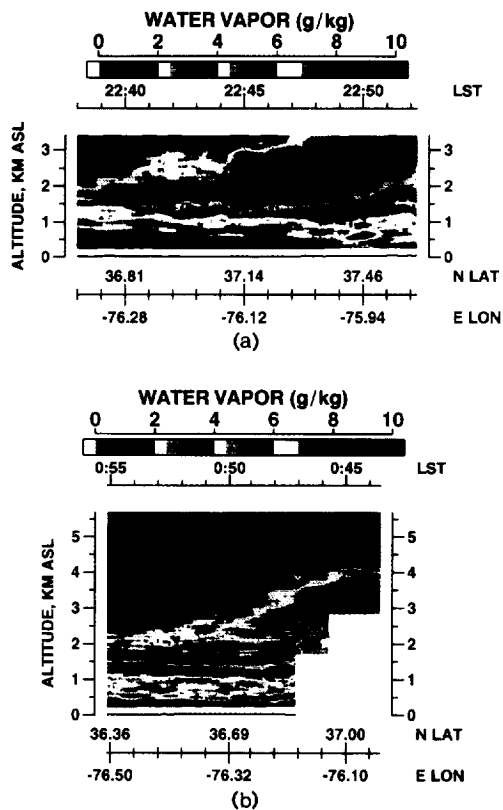 WATER VAPOR (g/kg)
0 2 4 6 8 10
22:40 22:45 22:50 LST
ALTITUDE, KM ASL
3
2
1
0
3
2
1
0
36.81 37.14 37.46 N LAT
-76.28 -76.12 -75.94 E LON
(a)
WATER VAPOR (g/kg)
0 2 4 6 8 10
0:55 0:50 0:45 LST
ALTITUDE, KM ASL
5
4
3
2
1
0
5
4
3
2
1
0
36.36 36.69 37.00 N LAT
-76.50 -76.32 -76.10 E LON
(b)